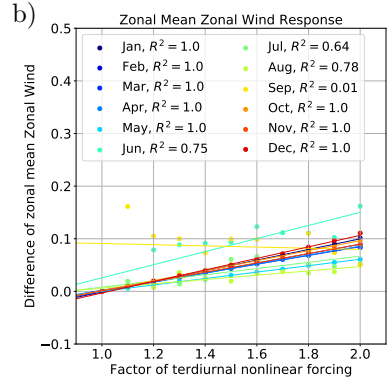 b)
Zonal Mean Zonal Wind Response
Difference of zonal mean Zonal Wind
0.5
0.4
0.3
0.2
0.1
0.0
−0.1
Jan, R² = 1.0
Feb, R² = 1.0
Mar, R² = 1.0
Apr, R² = 1.0
May, R² = 1.0
Jun, R² = 0.75
Jul, R² = 0.64
Aug, R² = 0.78
Sep, R² = 0.01
Oct, R² = 1.0
Nov, R² = 1.0
Dec, R² = 1.0
1.0 1.2 1.4 1.6 1.8 2.0
Factor of terdiurnal nonlinear forcing